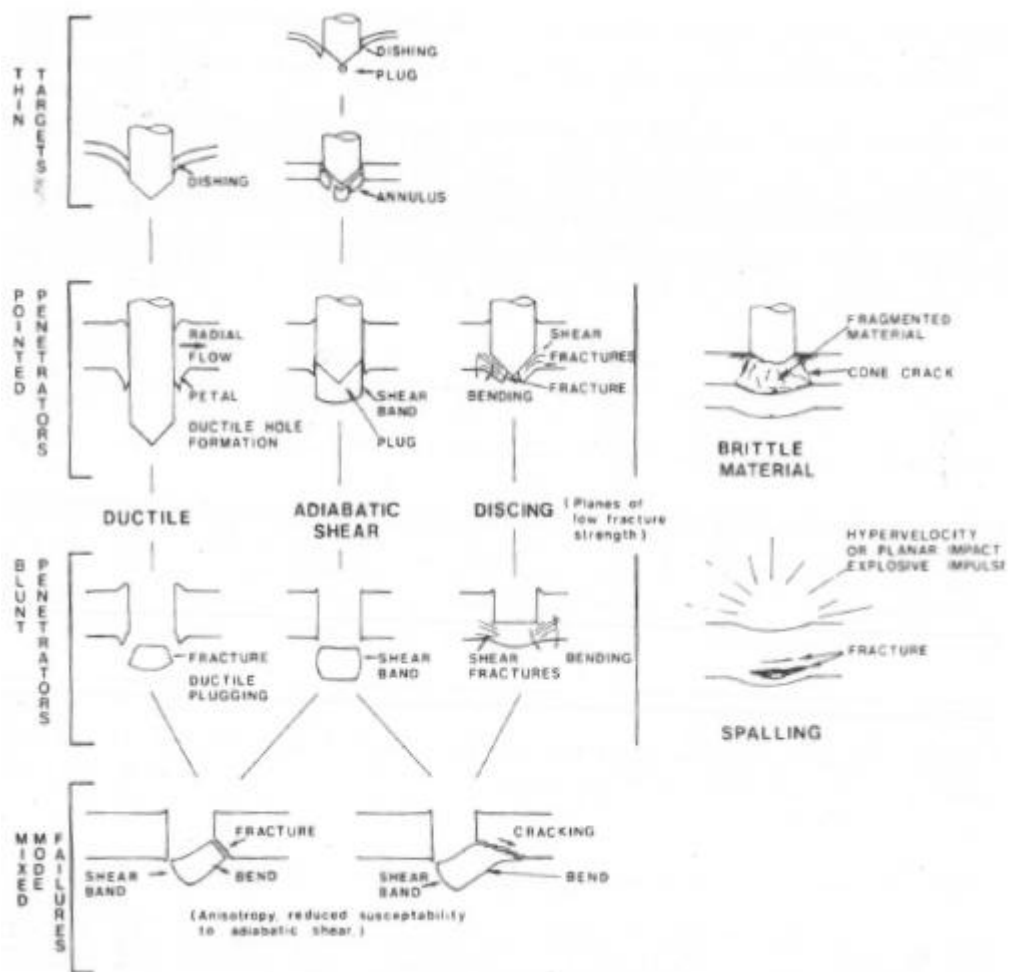 THIN
TARGETS
DISHING
PLUG
DISHING
ANNULUS
POINTED
PENETRATORS
RADIAL
FLOW
PETAL
DUCTILE HOLE
FORMATION
SHEAR
BAND
PLUG
SHEAR
FRACTURES
FRACTURE
BENDING
FRAGMENTED
MATERIAL
CONE CRACK
BRITTLE
MATERIAL
DUCTILE
ADIABATIC
SHEAR
DISCING
(Planes of
low fracture
strength)
BLUNT
PENETRATORS
FRACTURE
DUCTILE
PLUGGING
SHEAR
BAND
SHEAR
FRACTURES
BENDING
HYPERVELOCITY
OR PLANAR IMPACT
EXPLOSIVE IMPULSE
FRACTURE
SPALLING
MIXED
MODE
FAILURES
FRACTURE
SHEAR
BAND
BEND
CRACKING
SHEAR
BAND
BEND
(Anisotropy, reduced susceptability
to adiabatic shear.)